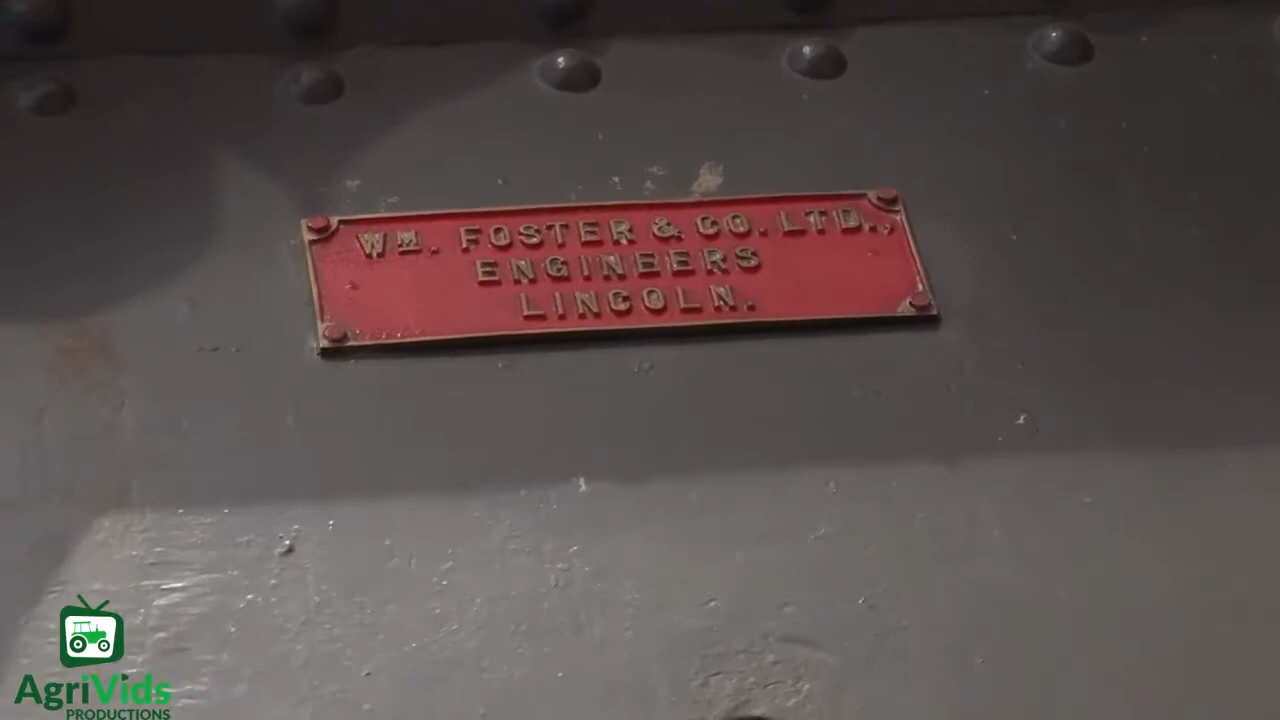 WM. FOSTER & CO. LTD.,
ENGINEERS
LINCOLN.
AgriVids
PRODUCTIONS